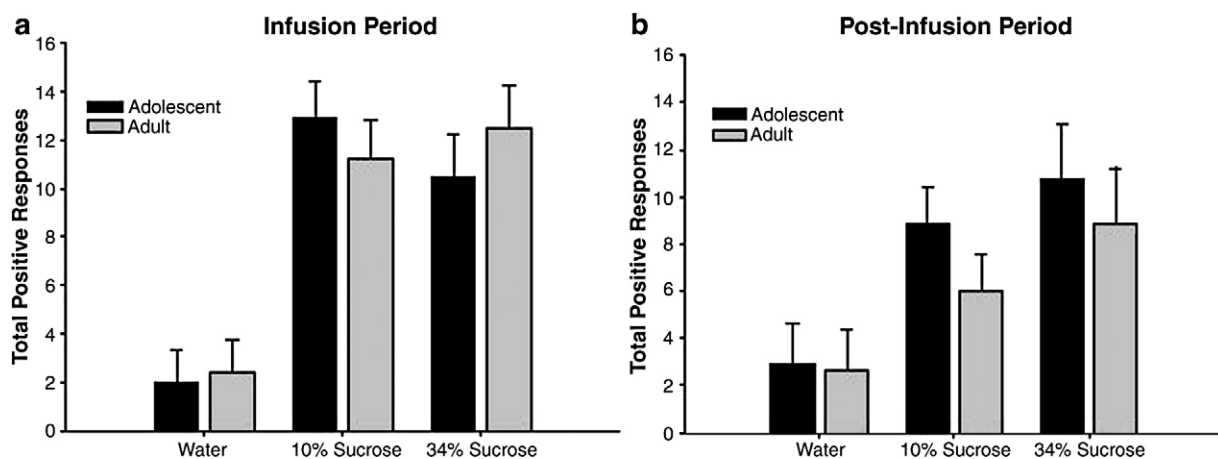 a
Infusion Period
Total Positive Responses
16
14
12
10
8
6
4
2
0
Adolescent
Adult
Water
10% Sucrose
34% Sucrose
b
Post-Infusion Period
Total Positive Responses
16
14
12
10
8
6
4
2
0
Adolescent
Adult
Water
10% Sucrose
34% Sucrose